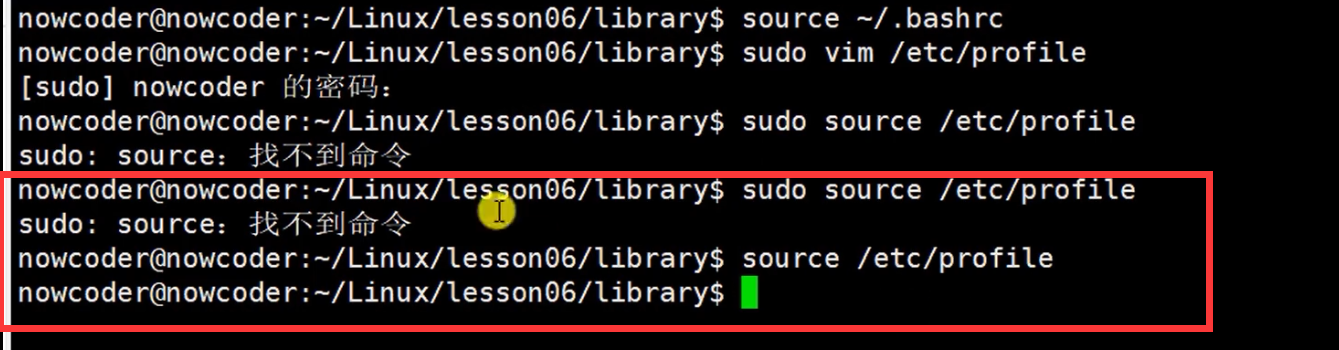 nowcoder@nowcoder:~/Linux/lesson06/library$ source ~/.bashrc
nowcoder@nowcoder:~/Linux/lesson06/library$ sudo vim /etc/profile
[sudo] nowcoder 的密码：
nowcoder@nowcoder:~/Linux/lesson06/library$ sudo source /etc/profile
sudo: source：找不到命令
nowcoder@nowcoder:~/Linux/lesson06/library$ sudo source /etc/profile
sudo: source：找不到命令
nowcoder@nowcoder:~/Linux/lesson06/library$ source /etc/profile
nowcoder@nowcoder:~/Linux/lesson06/library$